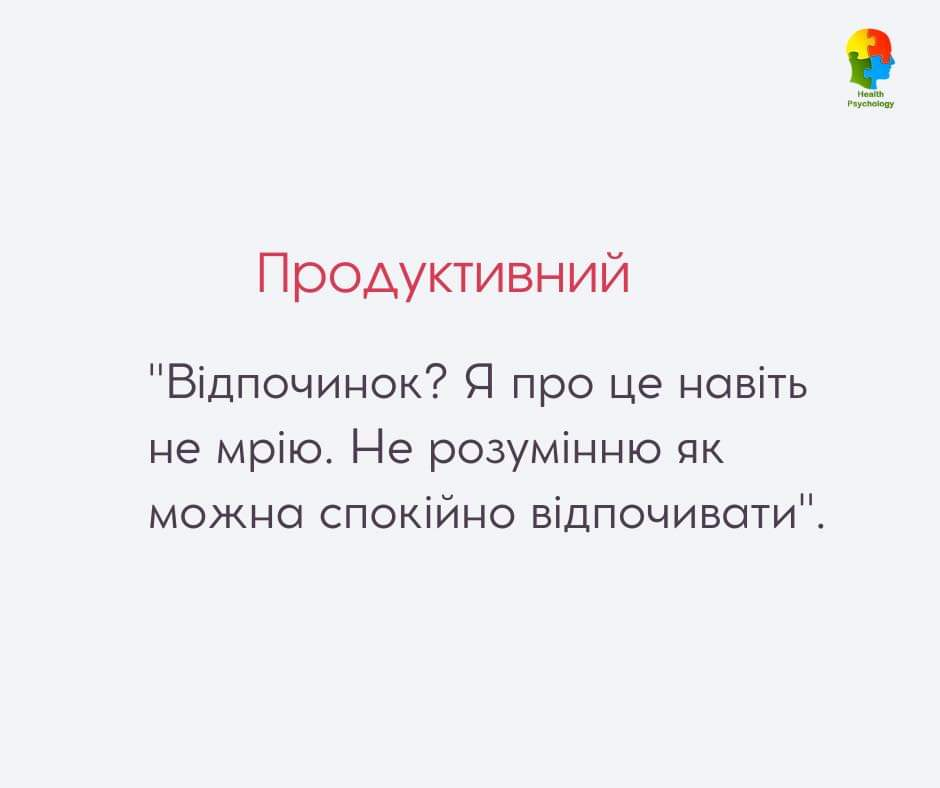 Health
Psychology
Продуктивний
"Відпочинок? Я про це навіть
не мрію. Не розумінню як
можна спокійно відпочивати".